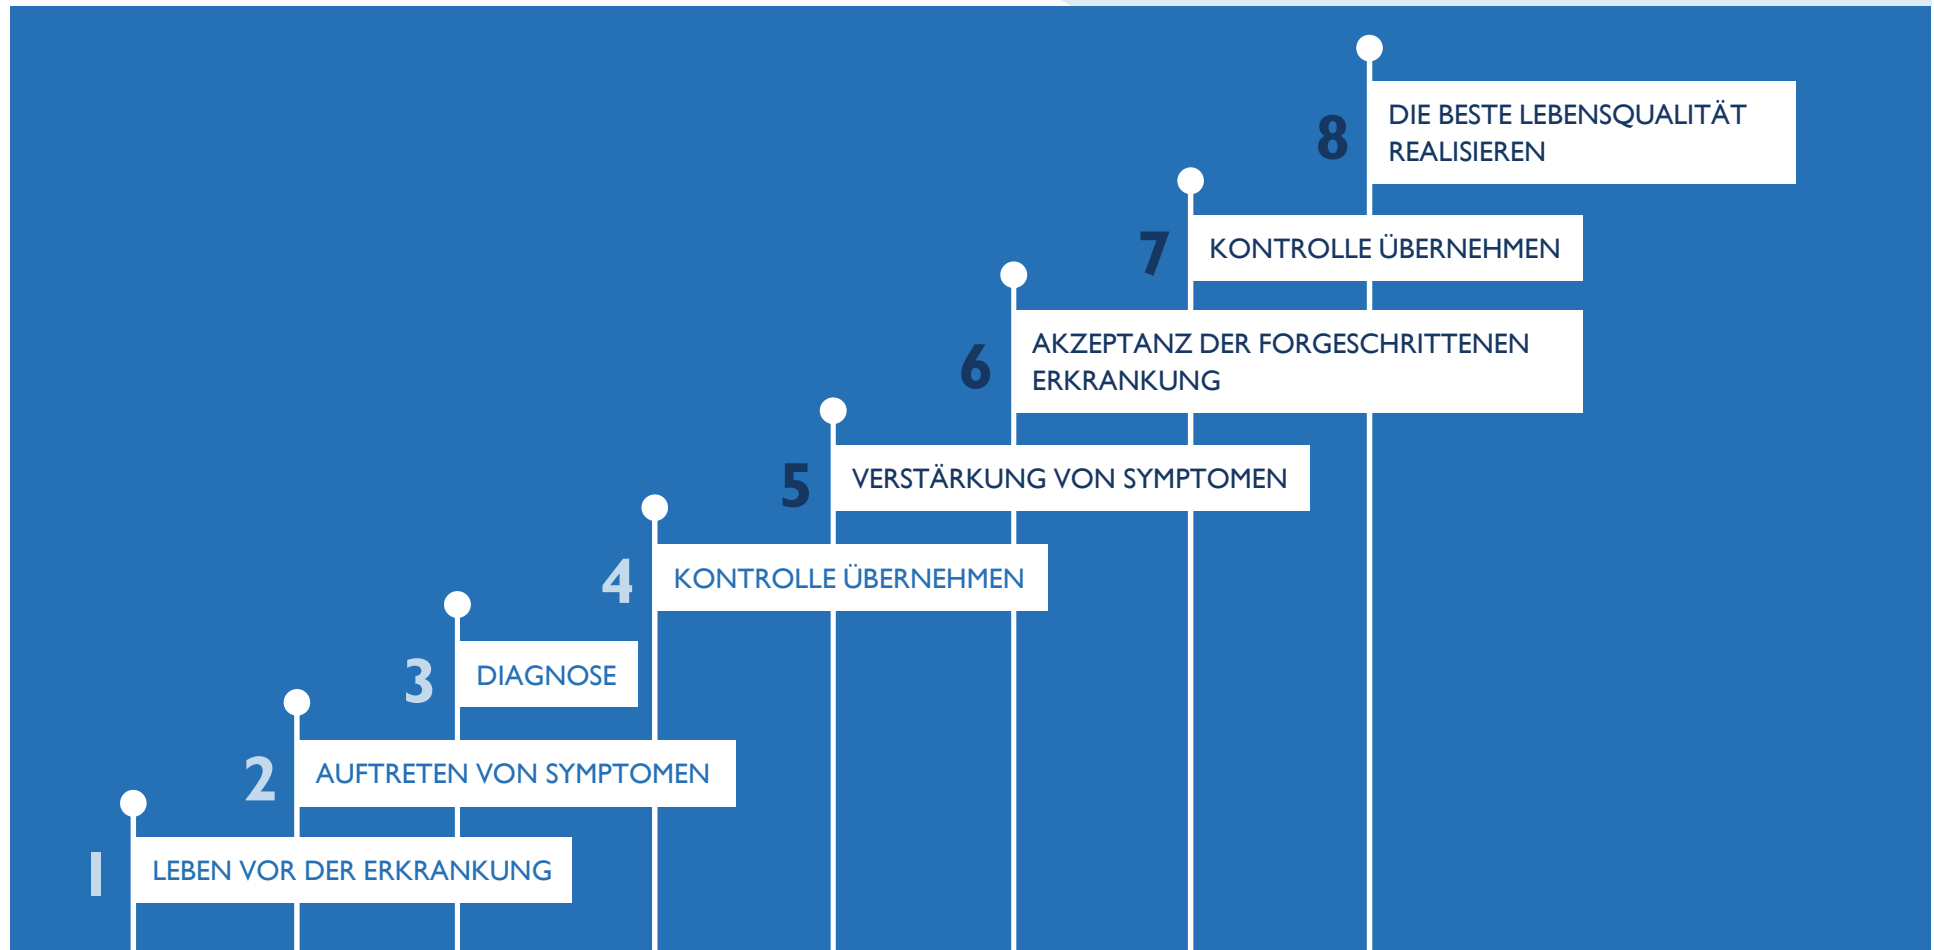 8
DIE BESTE LEBENSQUALITÄT
REALISIEREN
7
KONTROLLE ÜBERNEHMEN
6
AKZEPTANZ DER FORGESCHRITTENEN
ERKRANKUNG
5
VERSTÄRKUNG VON SYMPTOMEN
4
KONTROLLE ÜBERNEHMEN
3
DIAGNOSE
2
AUFTRETEN VON SYMPTOMEN
1
LEBEN VOR DER ERKRANKUNG